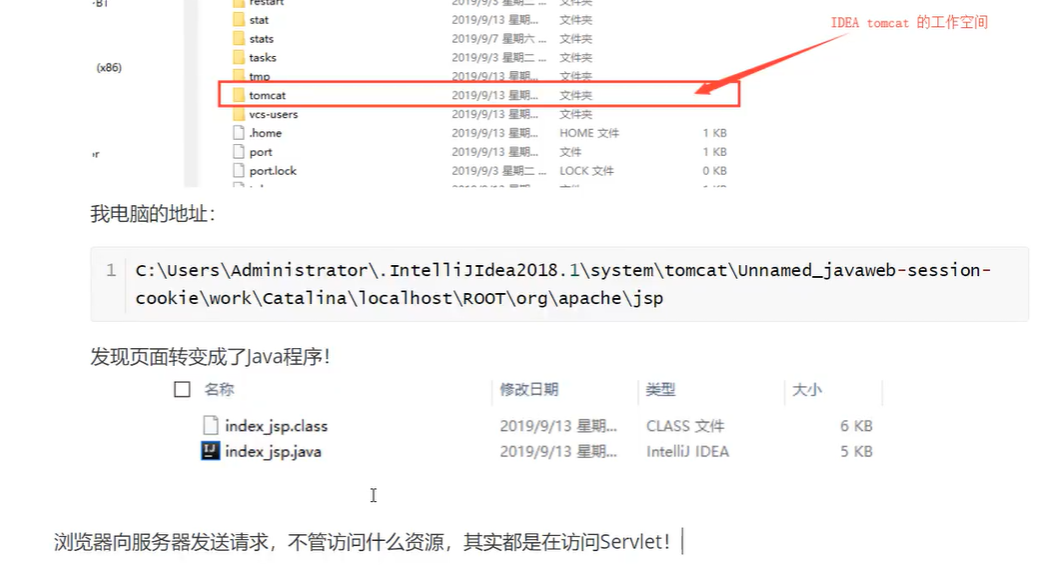 restart 2019/9/3 星期二 ... 文件夹
stat 2019/9/13 星期... 文件夹
IDEA tomcat 的工作空间
stats 2019/9/7 星期六 ... 文件夹
tasks 2019/9/3 星期二 ... 文件夹
(x86)
tmp 2019/9/13 星期... 文件夹
tomcat 2019/9/13 星期... 文件夹
vcs-users 2019/9/13 星期... 文件夹
.home 2019/9/13 星期... HOME 文件 1 KB
port 2019/9/13 星期... 文件 1 KB
port.lock 2019/9/3 星期二 ... LOCK 文件 0 KB
我电脑的地址：
1 C:\Users\Administrator\.IntelliJIdea2018.1\system\tomcat\Unnamed_javaweb-session-
cookie\work\Catalina\localhost\ROOT\org\apache\jsp
发现页面转变成了Java程序！
名称 修改日期 类型 大小
index_jsp.class 2019/9/13 星期... CLASS 文件 6 KB
index_jsp.java 2019/9/13 星期... IntelliJ IDEA 5 KB
浏览器向服务器发送请求，不管访问什么资源，其实都是在访问Servlet！